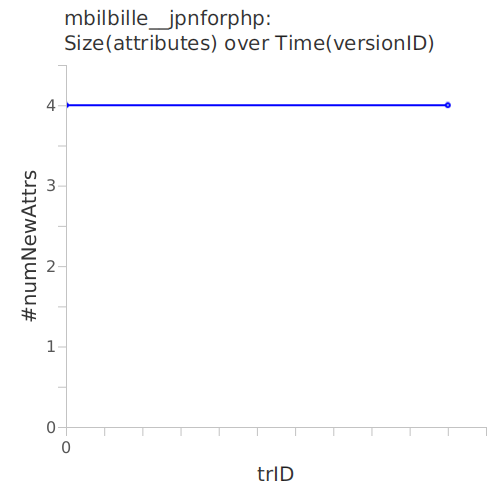 mbilbille__jpnforphp:
Size(attributes) over Time(versionID)
4
3
2
1
0
0
#numNewAttrs
trID